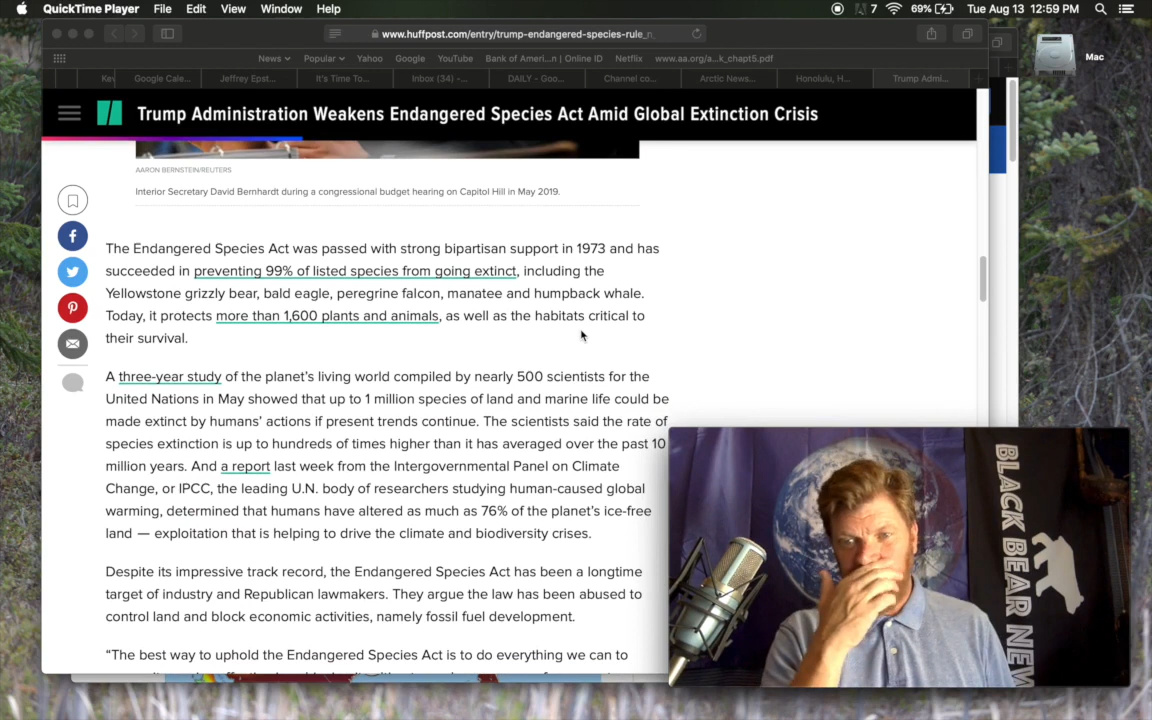 QuickTime Player File Edit View Window Help 7 69% Tue Aug 13 12:59 PM
www.huffpost.com/entry/trump-endangered-species-rule_n_
News Popular Yahoo Google YouTube Bank of Ameri...n | Online ID Netflix www.aa.org/a...k_chapt5.pdf
Google Cale... Jeffrey Epst... It's Time To... Inbox (34) –... DAILY - Goo... Channel co... Arctic News... Honolulu, H... Trump Admi...
Mac
Trump Administration Weakens Endangered Species Act Amid Global Extinction Crisis
AARON BERNSTEIN/REUTERS
Interior Secretary David Bernhardt during a congressional budget hearing on Capitol Hill in May 2019.
The Endangered Species Act was passed with strong bipartisan support in 1973 and has
succeeded in preventing 99% of listed species from going extinct, including the
Yellowstone grizzly bear, bald eagle, peregrine falcon, manatee and humpback whale.
Today, it protects more than 1,600 plants and animals, as well as the habitats critical to
their survival.
A three-year study of the planet's living world compiled by nearly 500 scientists for the
United Nations in May showed that up to 1 million species of land and marine life could be
made extinct by humans' actions if present trends continue. The scientists said the rate of
species extinction is up to hundreds of times higher than it has averaged over the past 10
million years. And a report last week from the Intergovernmental Panel on Climate
Change, or IPCC, the leading U.N. body of researchers studying human-caused global
warming, determined that humans have altered as much as 76% of the planet's ice-free
land — exploitation that is helping to drive the climate and biodiversity crises.
Despite its impressive track record, the Endangered Species Act has been a longtime
target of industry and Republican lawmakers. They argue the law has been abused to
control land and block economic activities, namely fossil fuel development.
“The best way to uphold the Endangered Species Act is to do everything we can to
BLACK BEAR NEW